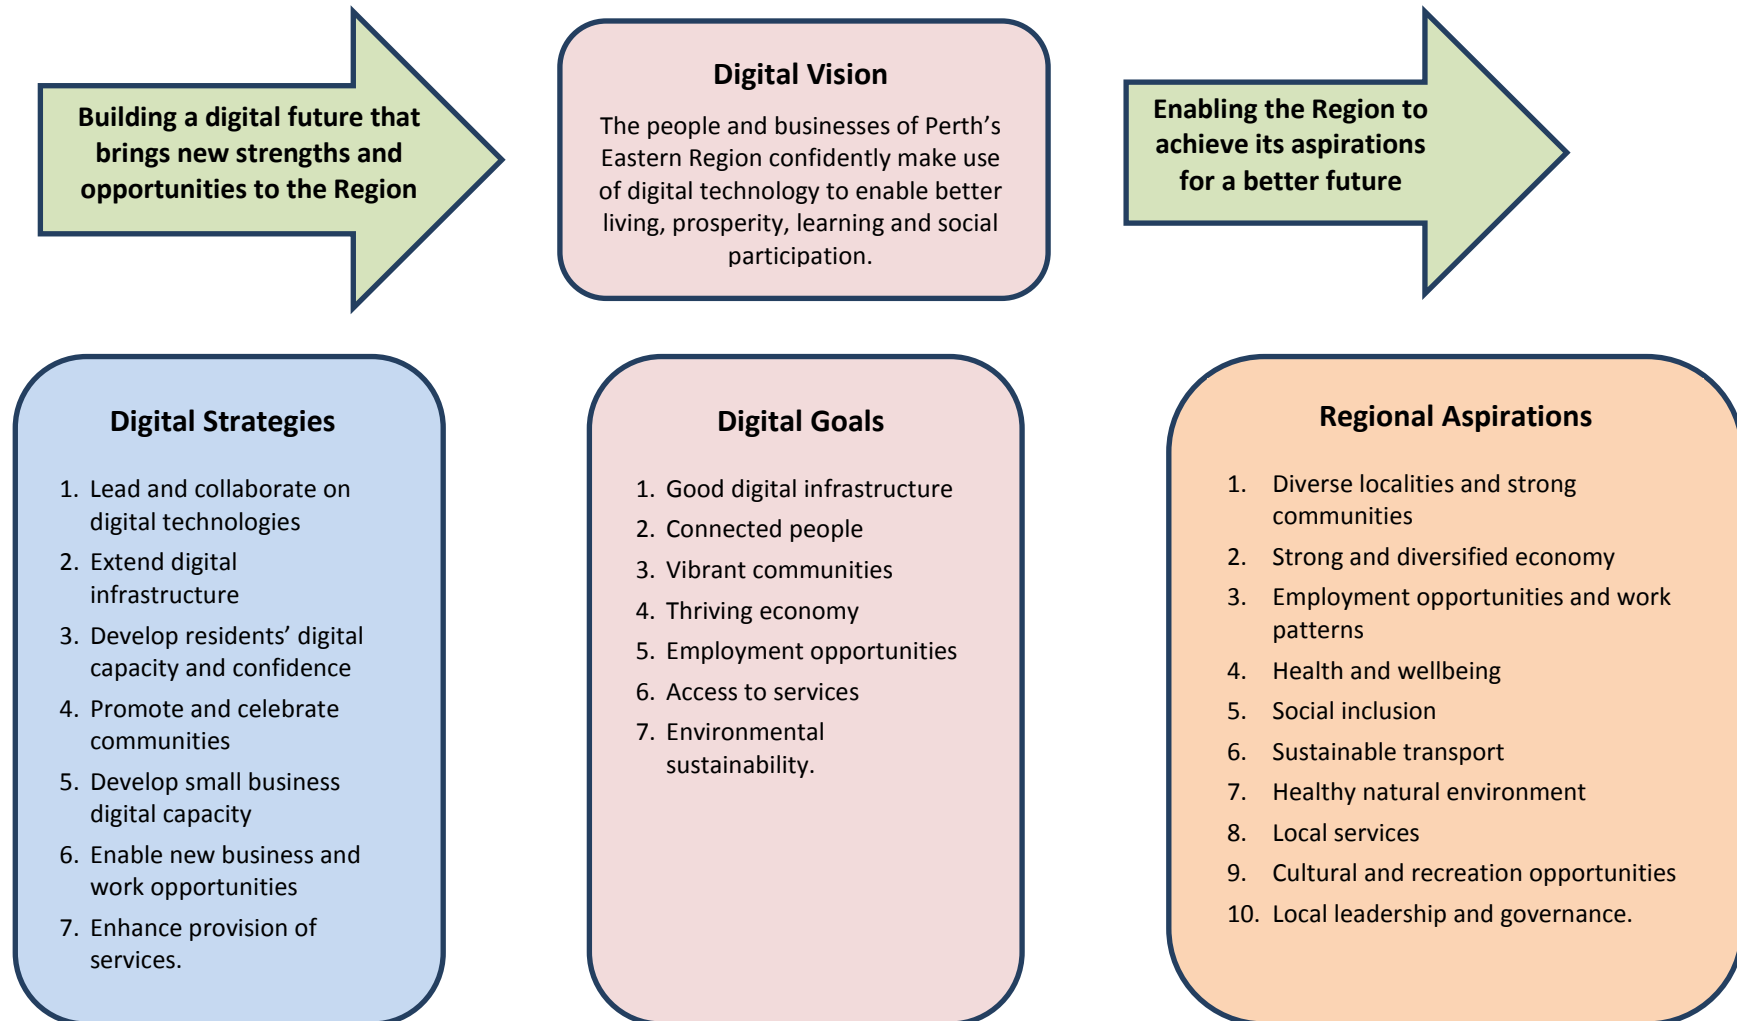 Building a digital future that
brings new strengths and
opportunities to the Region
Digital Vision
The people and businesses of Perth’s
Eastern Region confidently make use
of digital technology to enable better
living, prosperity, learning and social
participation.
Enabling the Region to
achieve its aspirations
for a better future
Digital Strategies
1. Lead and collaborate on
digital technologies
2. Extend digital
infrastructure
3. Develop residents’ digital
capacity and confidence
4. Promote and celebrate
communities
5. Develop small business
digital capacity
6. Enable new business and
work opportunities
7. Enhance provision of
services.
Digital Goals
1. Good digital infrastructure
2. Connected people
3. Vibrant communities
4. Thriving economy
5. Employment opportunities
6. Access to services
7. Environmental
sustainability.
Regional Aspirations
1. Diverse localities and strong
communities
2. Strong and diversified economy
3. Employment opportunities and work
patterns
4. Health and wellbeing
5. Social inclusion
6. Sustainable transport
7. Healthy natural environment
8. Local services
9. Cultural and recreation opportunities
10. Local leadership and governance.